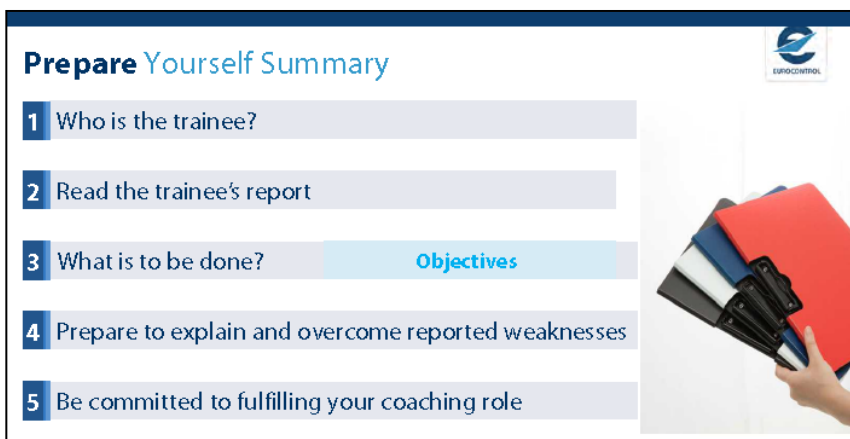 Prepare Yourself Summary
EUROCONTROL
1 Who is the trainee?
2 Read the trainee's report
3 What is to be done? Objectives
4 Prepare to explain and overcome reported weaknesses
5 Be committed to fulfilling your coaching role